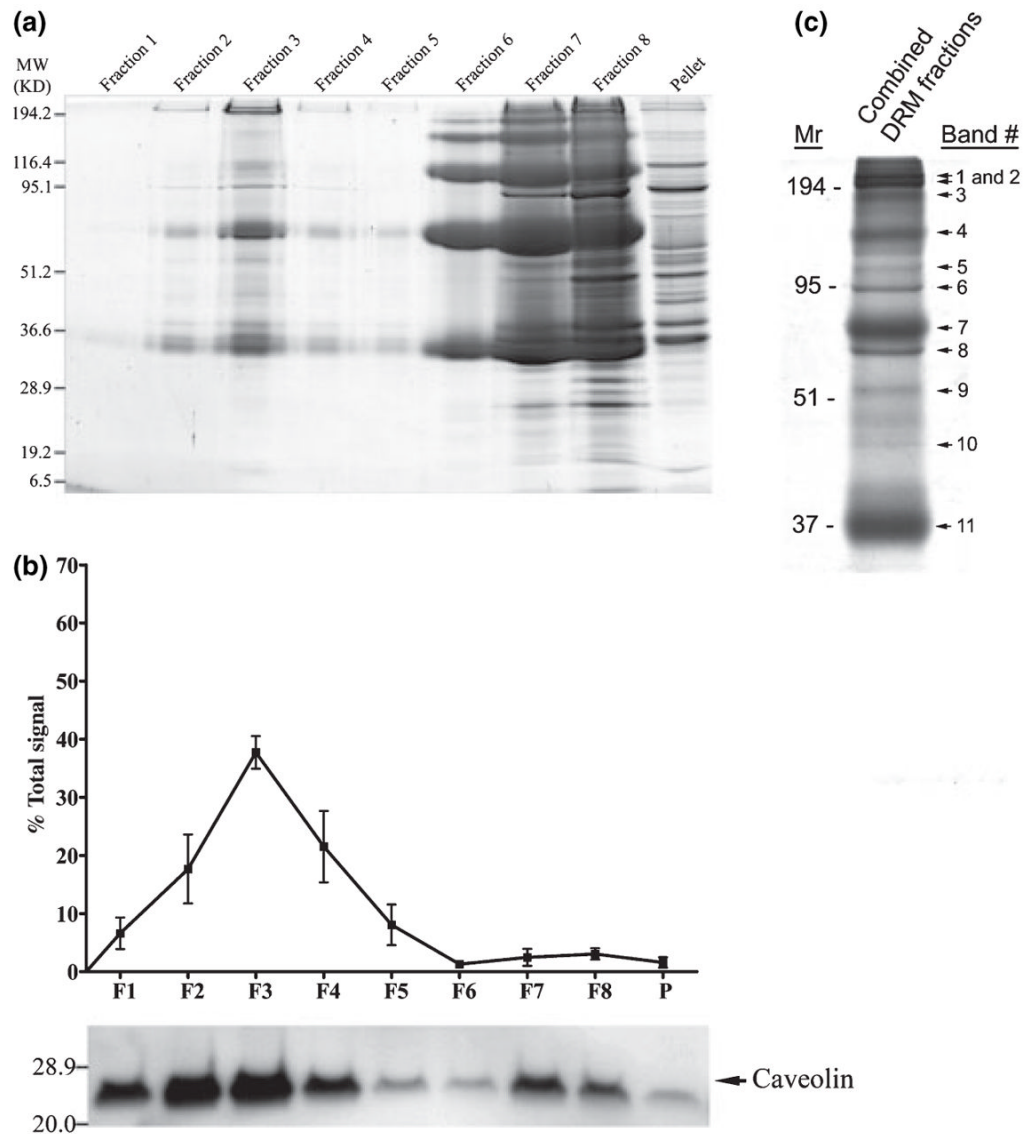 (a)
MW
(KD)
Fraction 1
Fraction 2
Fraction 3
Fraction 4
Fraction 5
Fraction 6
Fraction 7
Fraction 8
Pellet
194.2
116.4
95.1
51.2
36.6
28.9
19.2
6.5
(c)
Combined
DRM fractions
Mr
Band #
194 -
95 -
51 -
37 -
1 and 2
3
4
5
6
7
8
9
10
11
(b)
% Total signal
70
60
50
40
30
20
10
0
F1 F2 F3 F4 F5 F6 F7 F8 P
28.9
20.0
Caveolin